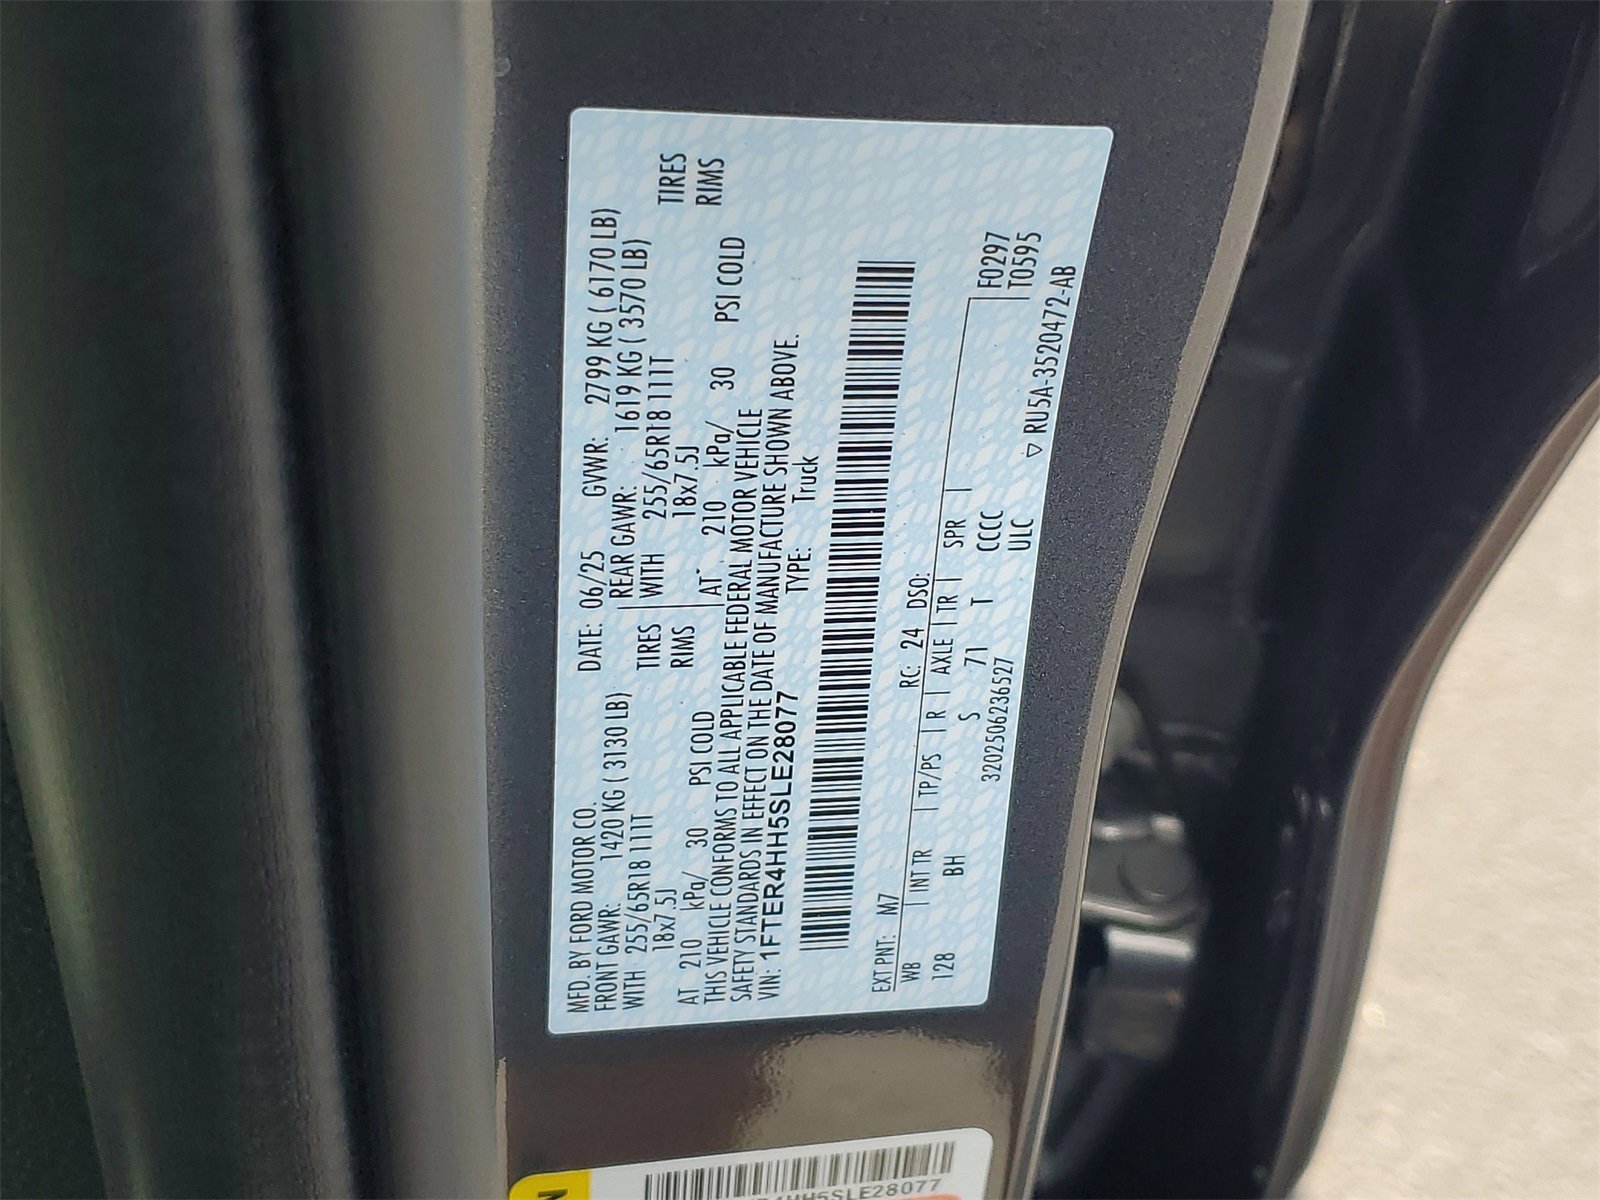 MFD. BY FORD MOTOR CO.
DATE: 06/25 GVWR: 2799 KG ( 6170 LB)
FRONT GAWR: 1420 KG ( 3130 LB)
REAR GAWR: 1619 KG ( 3570 LB)
WITH 255/65R18 111T TIRES
WITH 255/65R18 111T TIRES
18x7.5J RIMS
18x7.5J RIMS
AT 210 kPa/ 30 PSI COLD
AT 210 kPa/ 30 PSI COLD
THIS VEHICLE CONFORMS TO ALL APPLICABLE FEDERAL MOTOR VEHICLE
SAFETY STANDARDS IN EFFECT ON THE DATE OF MANUFACTURE SHOWN ABOVE.
VIN: 1FTER4HH5SLE28077
TYPE: Truck
EXT PNT: M7 RC: 24 DSO:
WB | INT TR | TP/PS | R | AXLE | TR | SPR |
128 BH S 71 T CCCC
F0297
T0595
ULC
3202506236527
▽ RU5A-3520472-AB
R4HH5SLE28077